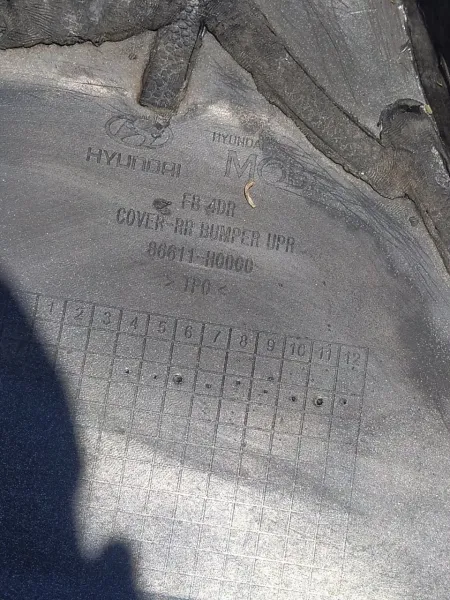 HYUNDAI
HYUNDAI
MOBIS
FB 4DR
COVER-RR BUMPER UPR
86611-H0000
> TPO <
1 2 3 4 5 6 7 8 9 10 11 12